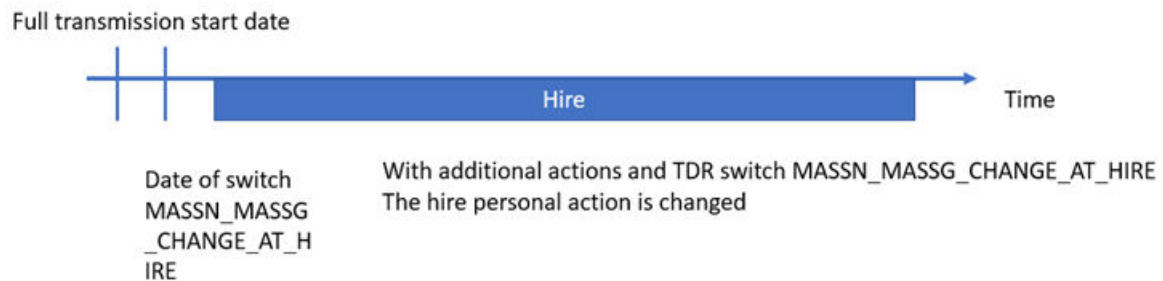 Full transmission start date
Hire
Time
Date of switch
MASSN_MASSG
_CHANGE_AT_H
IRE
With additional actions and TDR switch MASSN_MASSG_CHANGE_AT_HIRE
The hire personal action is changed